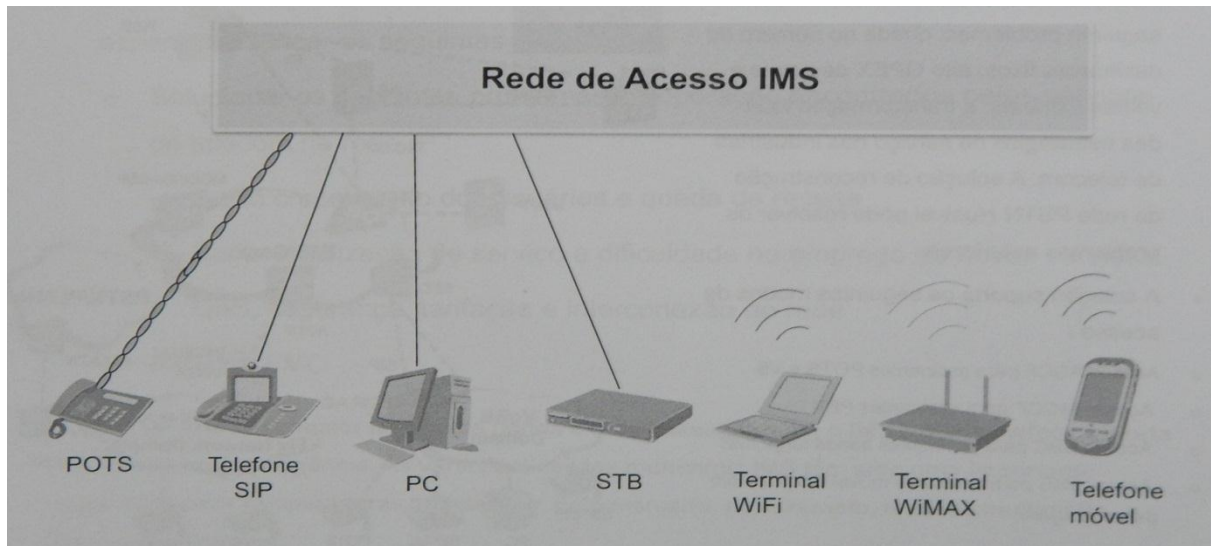 Rede de Acesso IMS
POTS
Telefone
SIP
PC
STB
Terminal
WiFi
Terminal
WiMAX
Telefone
móvel